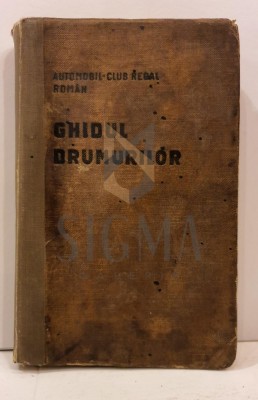 AUTOMOBIL-CLUB REGAL
ROMÂN
GHIDUL
DRUMURILOR
SIGMA